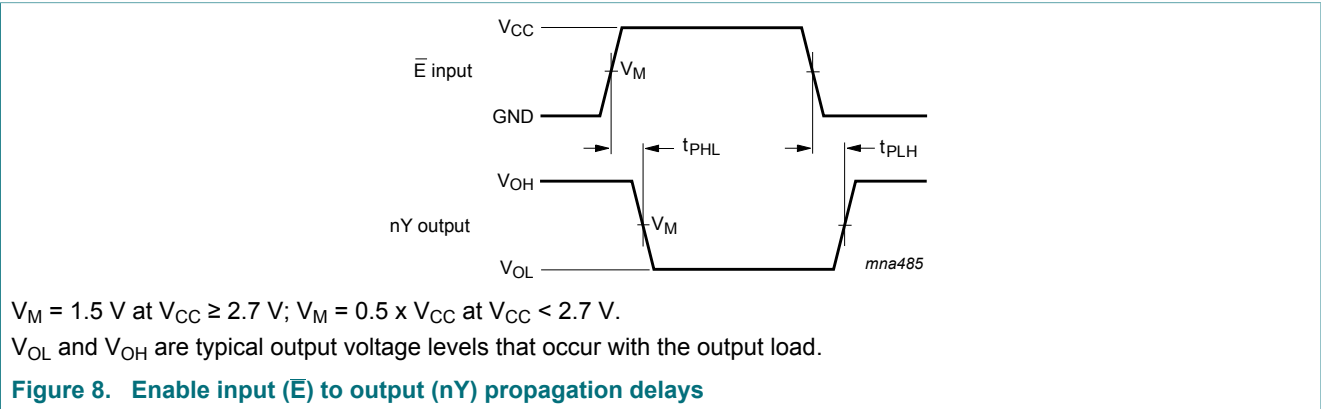 VCC
E̅ input
VM
GND
tPHL
tPLH
VOH
nY output
VM
VOL
mna485
VM = 1.5 V at VCC ≥ 2.7 V; VM = 0.5 x VCC at VCC < 2.7 V.
VOL and VOH are typical output voltage levels that occur with the output load.
Figure 8. Enable input (E̅) to output (nY) propagation delays